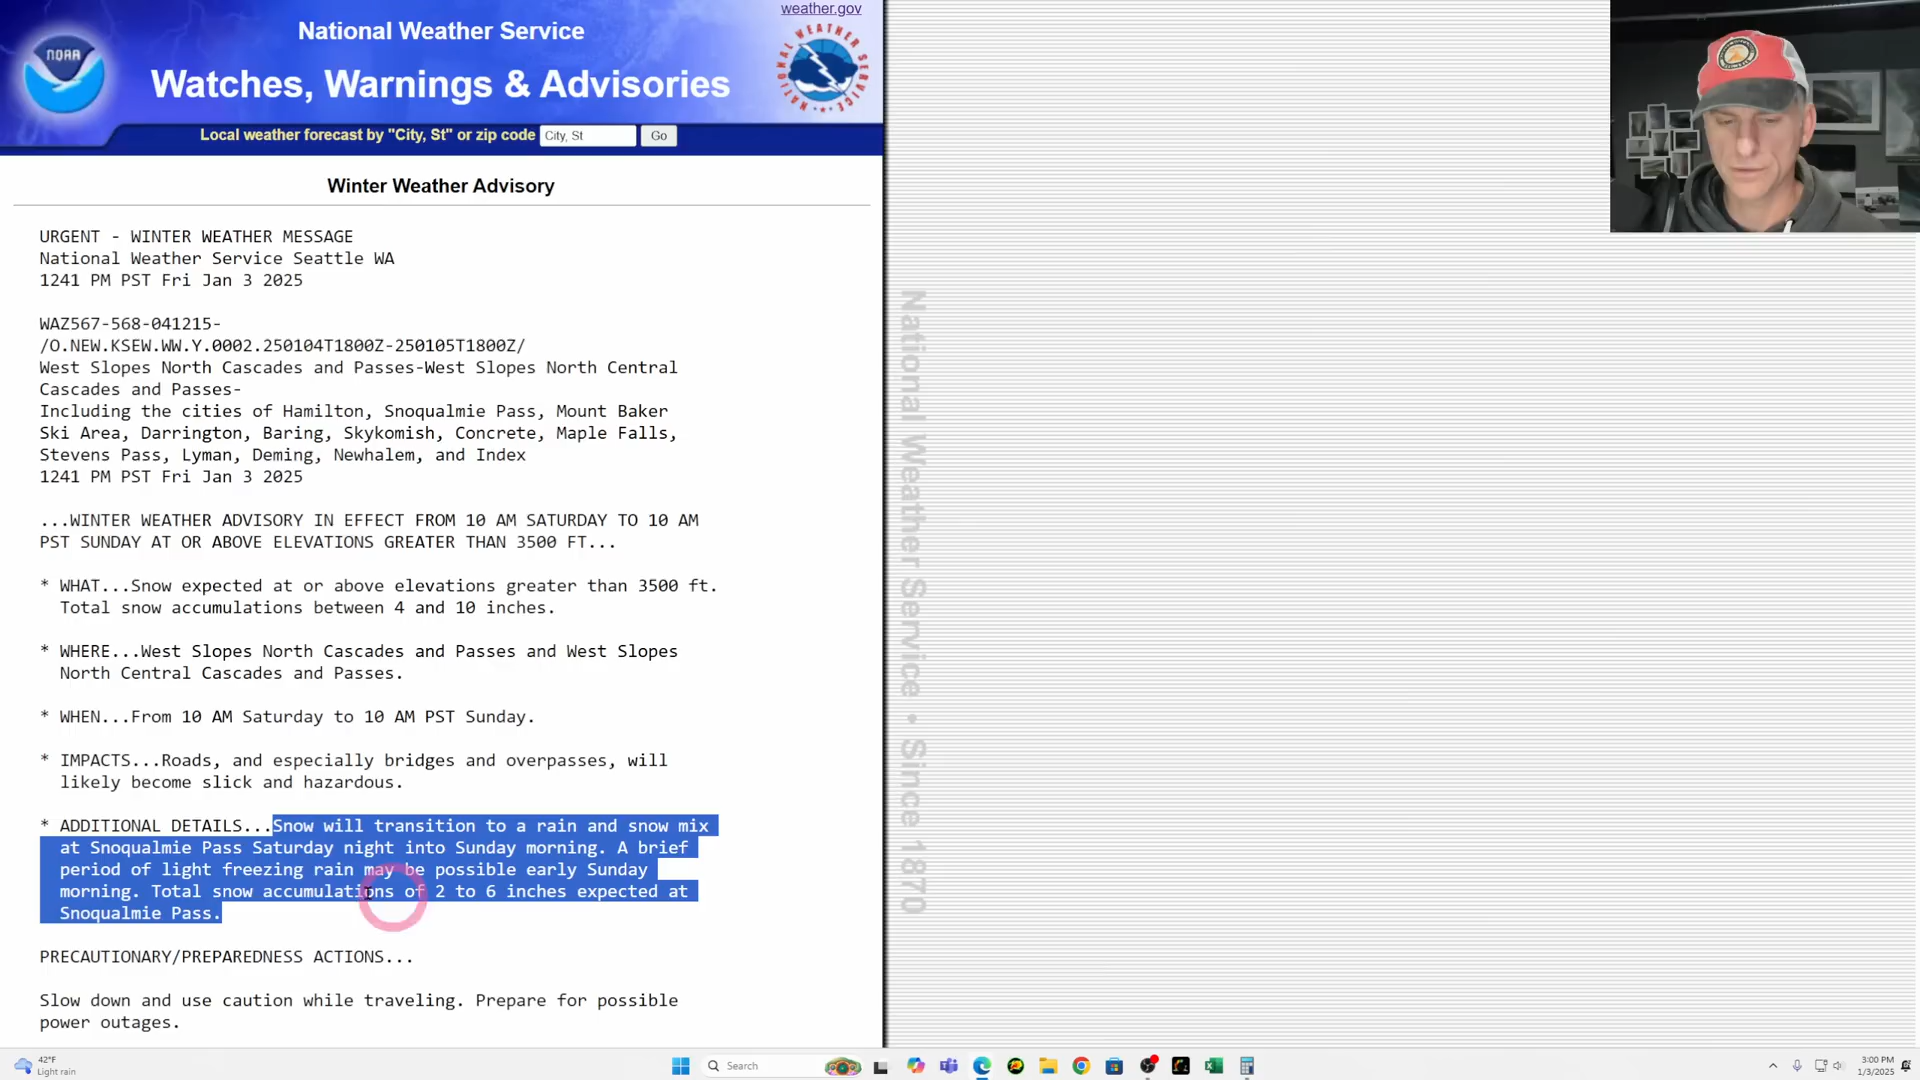 weather.gov
National Weather Service
NOAA
Watches, Warnings & Advisories
NATIONAL WEATHER SERVICE
Local weather forecast by "City, St" or zip code City, St Go
Winter Weather Advisory
URGENT - WINTER WEATHER MESSAGE
National Weather Service Seattle WA
1241 PM PST Fri Jan 3 2025
WAZ567-568-041215-
/O.NEW.KSEW.WW.Y.0002.250104T1800Z-250105T1800Z/
West Slopes North Cascades and Passes-West Slopes North Central
Cascades and Passes-
Including the cities of Hamilton, Snoqualmie Pass, Mount Baker
Ski Area, Darrington, Baring, Skykomish, Concrete, Maple Falls,
Stevens Pass, Lyman, Deming, Newhalem, and Index
1241 PM PST Fri Jan 3 2025
...WINTER WEATHER ADVISORY IN EFFECT FROM 10 AM SATURDAY TO 10 AM
PST SUNDAY AT OR ABOVE ELEVATIONS GREATER THAN 3500 FT...
* WHAT...Snow expected at or above elevations greater than 3500 ft.
Total snow accumulations between 4 and 10 inches.
* WHERE...West Slopes North Cascades and Passes and West Slopes
North Central Cascades and Passes.
* WHEN...From 10 AM Saturday to 10 AM PST Sunday.
* IMPACTS...Roads, and especially bridges and overpasses, will
likely become slick and hazardous.
* ADDITIONAL DETAILS...Snow will transition to a rain and snow mix
at Snoqualmie Pass Saturday night into Sunday morning. A brief
period of light freezing rain may be possible early Sunday
morning. Total snow accumulations of 2 to 6 inches expected at
Snoqualmie Pass.
PRECAUTIONARY/PREPAREDNESS ACTIONS...
Slow down and use caution while traveling. Prepare for possible
power outages.
National Weather Service • Since 1870
42°F
Light rain
Search
3:00 PM
1/3/2025